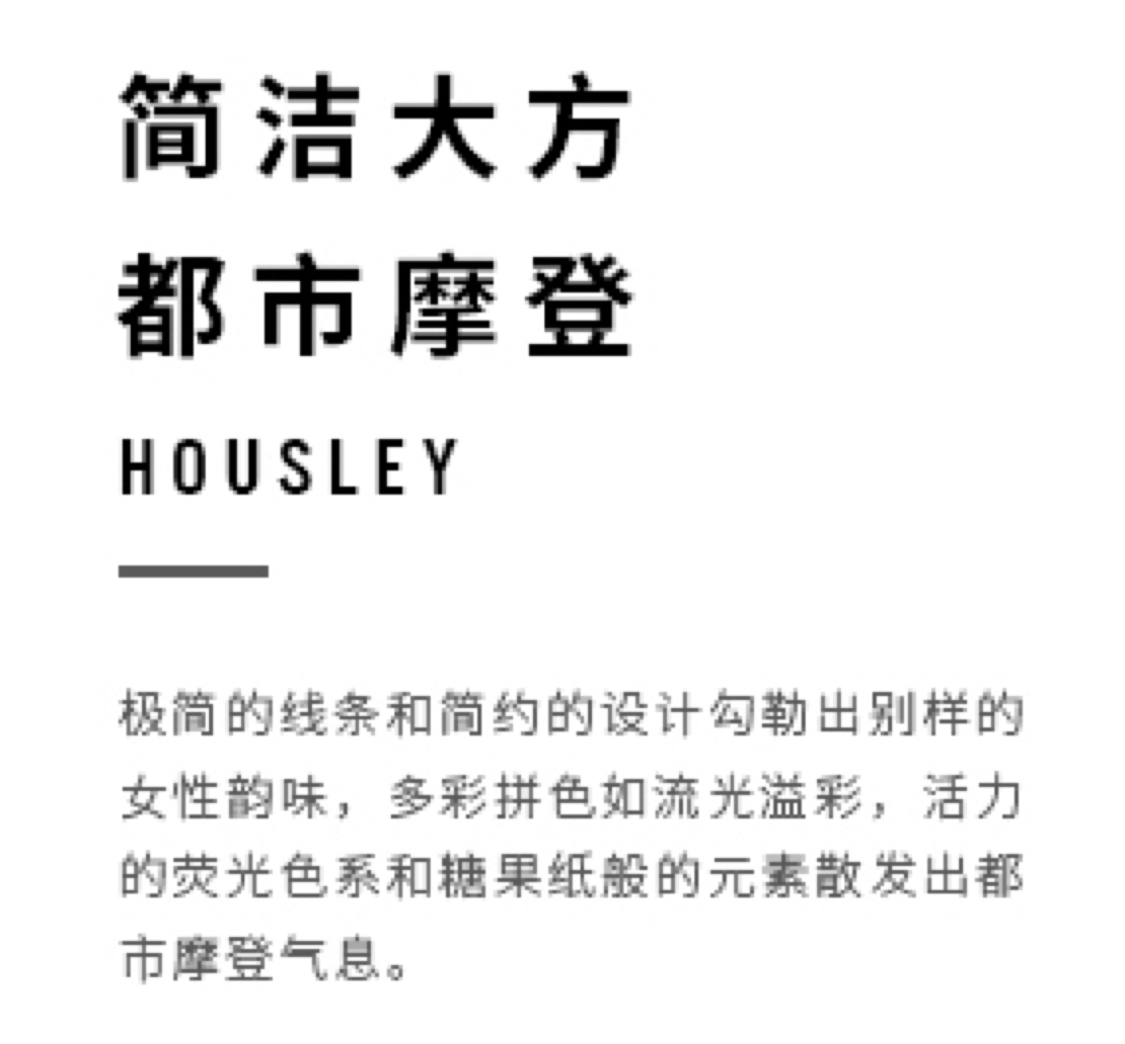 简洁大方
都市摩登
HOUSLEY
极简的线条和简约的设计勾勒出别样的
女性韵味，多彩拼色如流光溢彩，活力
的荧光色系和糖果纸般的元素散发出都
市摩登气息。